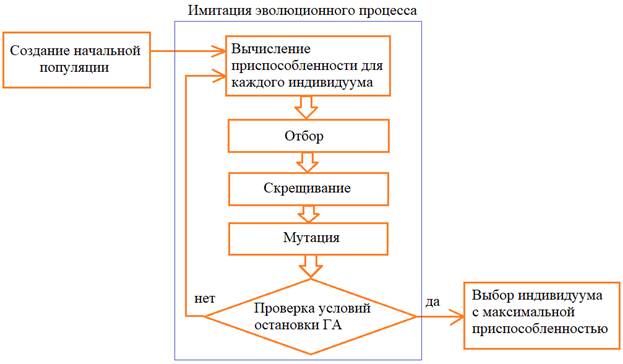 Имитация эволюционного процесса
Создание начальной
популяции
Вычисление
приспособленности для
каждого индивидуума
Отбор
Скрещивание
Мутация
нет
Проверка условий
остановки ГА
да
Выбор индивидуума
с максимальной
приспособленностью